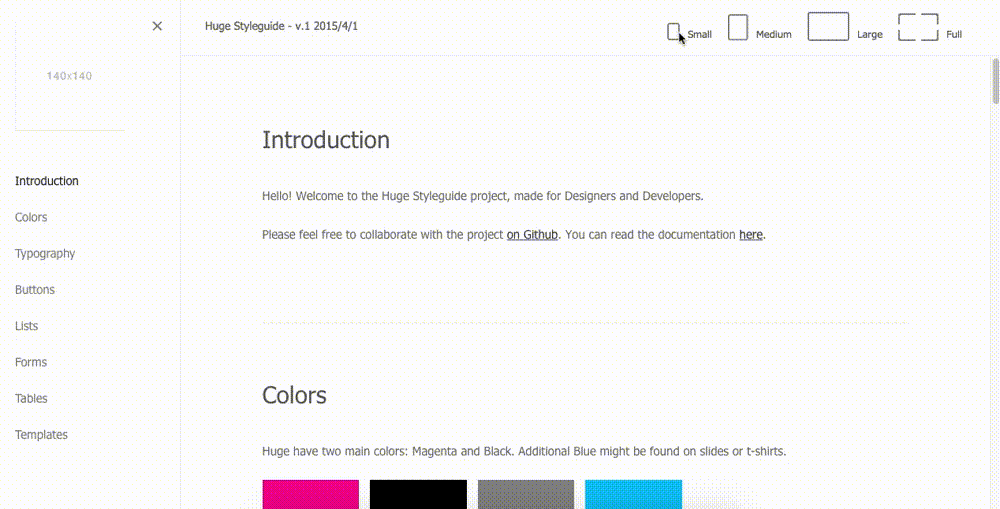 Huge Styleguide - v.1 2015/4/1
Small
Medium
Large
Full
140x140
Introduction
Colors
Typography
Buttons
Lists
Forms
Tables
Templates
Introduction
Hello! Welcome to the Huge Styleguide project, made for Designers and Developers.
Please feel free to collaborate with the project on Github. You can read the documentation here.
Colors
Huge have two main colors: Magenta and Black. Additional Blue might be found on slides or t-shirts.